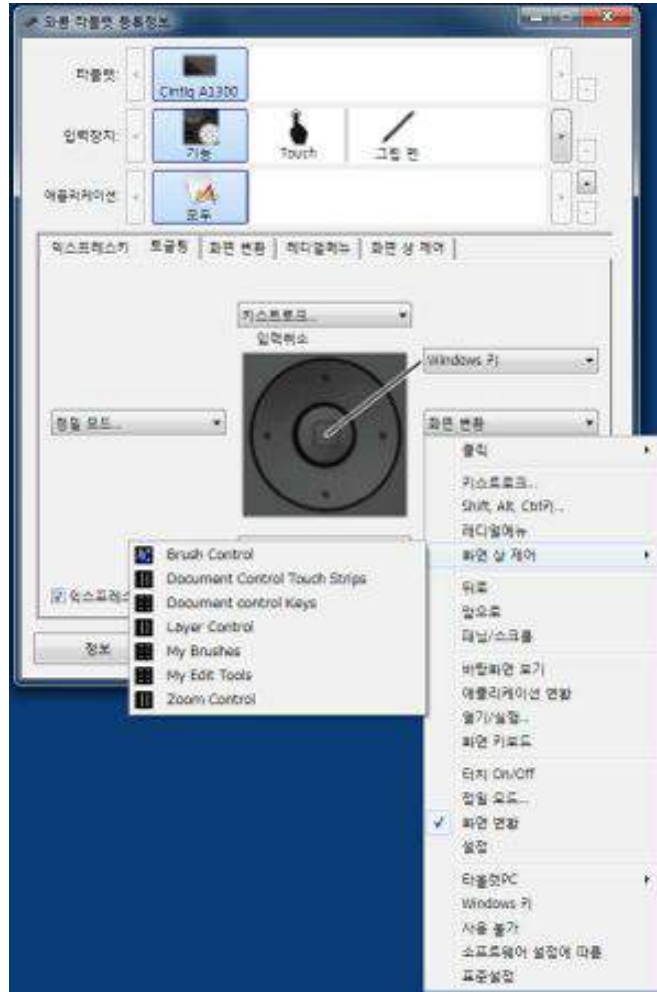 와콤 타블렛 등록정보
타블렛:
Cintiq A1300
입력장치:
기능
Touch
그립 펜
애플리케이션:
모두
익스프레스키
토글링
화면 변환
레디얼메뉴
화면 상 제어
키스트로크...
입력취소
Windows 키
정밀 모드...
화면 변환
클릭
키스트로크...
Shift, Alt, Ctrl키...
레디얼메뉴
화면 상 제어
뒤로
앞으로
패닝/스크롤
바탕화면 보기
애플리케이션 변환
열기/실행...
화면 키보드
터치 On/Off
정밀 모드...
화면 변환
설정
타블렛PC
Windows 키
사용 불가
소프트웨어 설정에 따름
표준설정
Brush Control
Document Control Touch Strips
Document control Keys
Layer Control
My Brushes
My Edit Tools
Zoom Control
익스프레스
정보